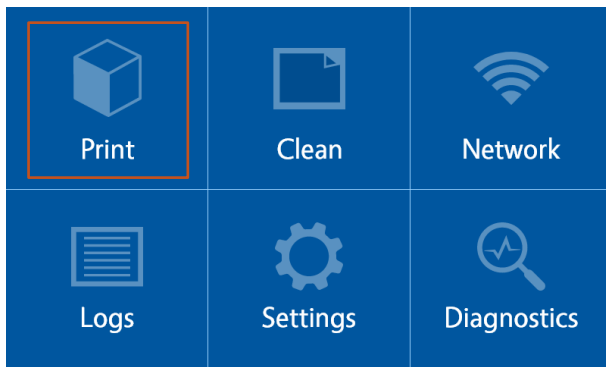 Print
Clean
Network
Logs
Settings
Diagnostics